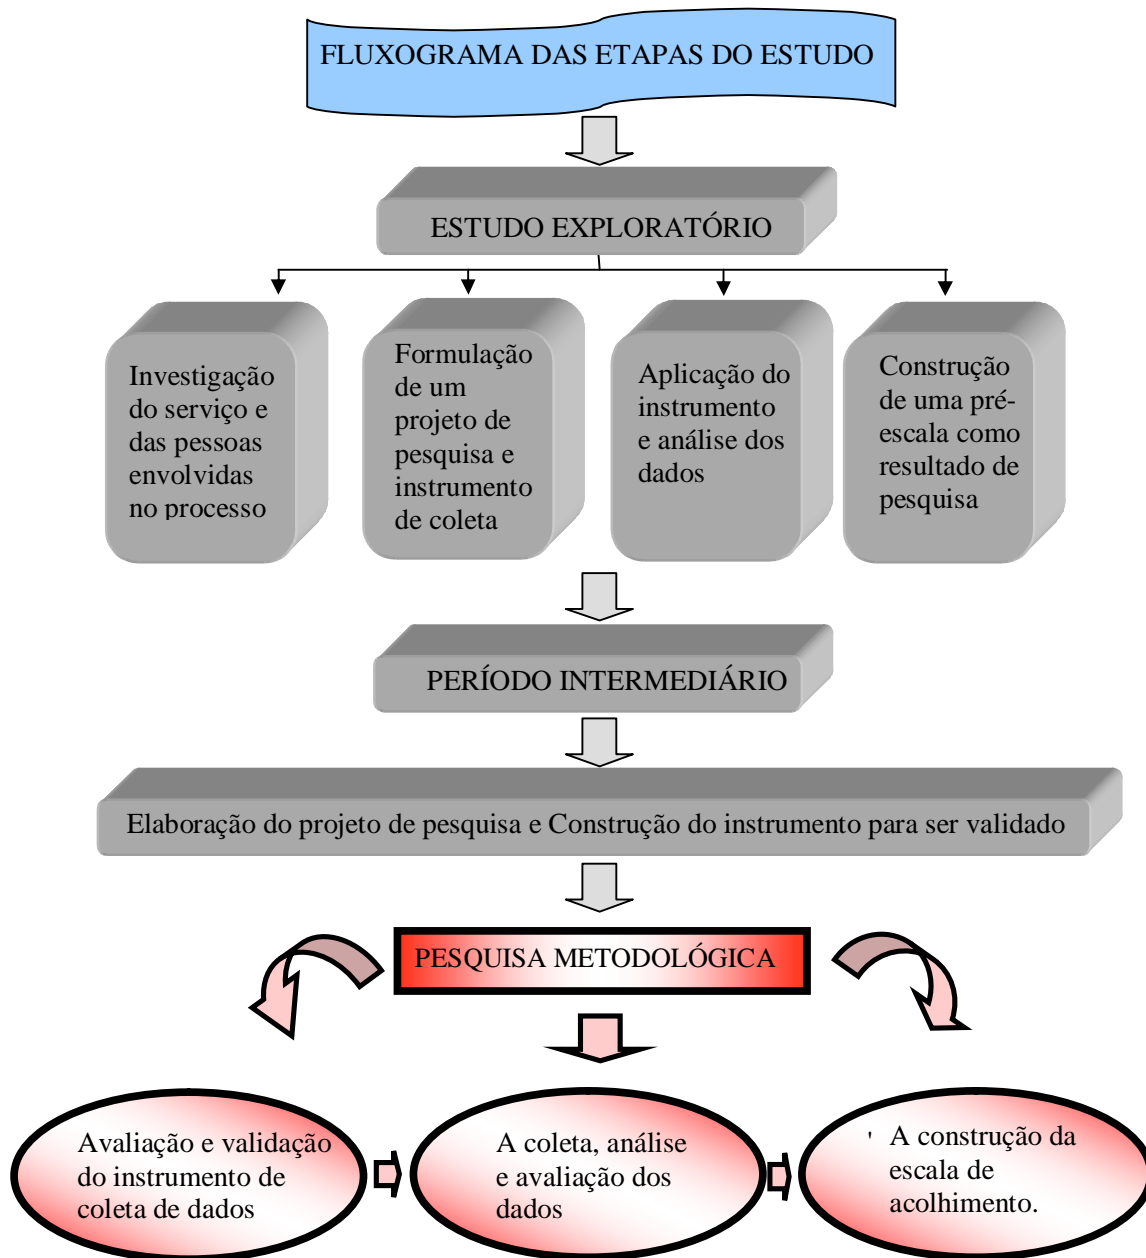 FLUXOGRAMA DAS ETAPAS DO ESTUDO
ESTUDO EXPLORATÓRIO
Investigação
do serviço e
das pessoas
envolvidas
no processo
Formulação
de um
projeto de
pesquisa e
instrumento
de coleta
Aplicação do
instrumento
e análise dos
dados
Construção
de uma pré-
escala como
resultado de
pesquisa
PERÍODO INTERMEDIÁRIO
Elaboração do projeto de pesquisa e Construção do instrumento para ser validado
PESQUISA METODOLÓGICA
Avaliação e validação
do instrumento de
coleta de dados
A coleta, análise
e avaliação dos
dados
' A construção da
escala de
acolhimento.